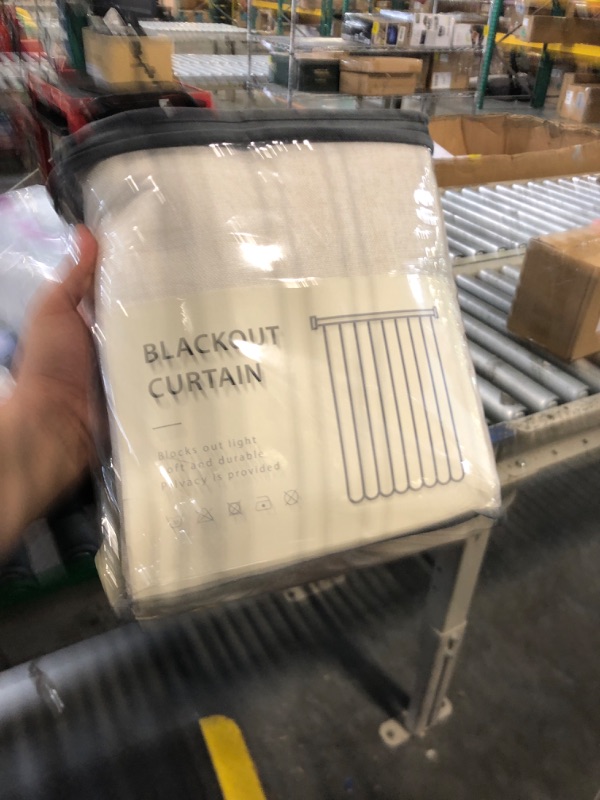 BLACKOUT
CURTAIN
Blocks out light
soft and durable
privacy is provided